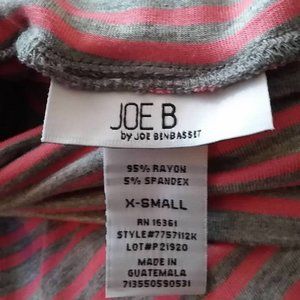 JOE B
by JOE BENBASSET
95% RAYON
5% SPANDEX
X-SMALL
RN 16361
STYLE#7757112K
LOT#P21920
MADE IN
GUATEMALA
713550590531